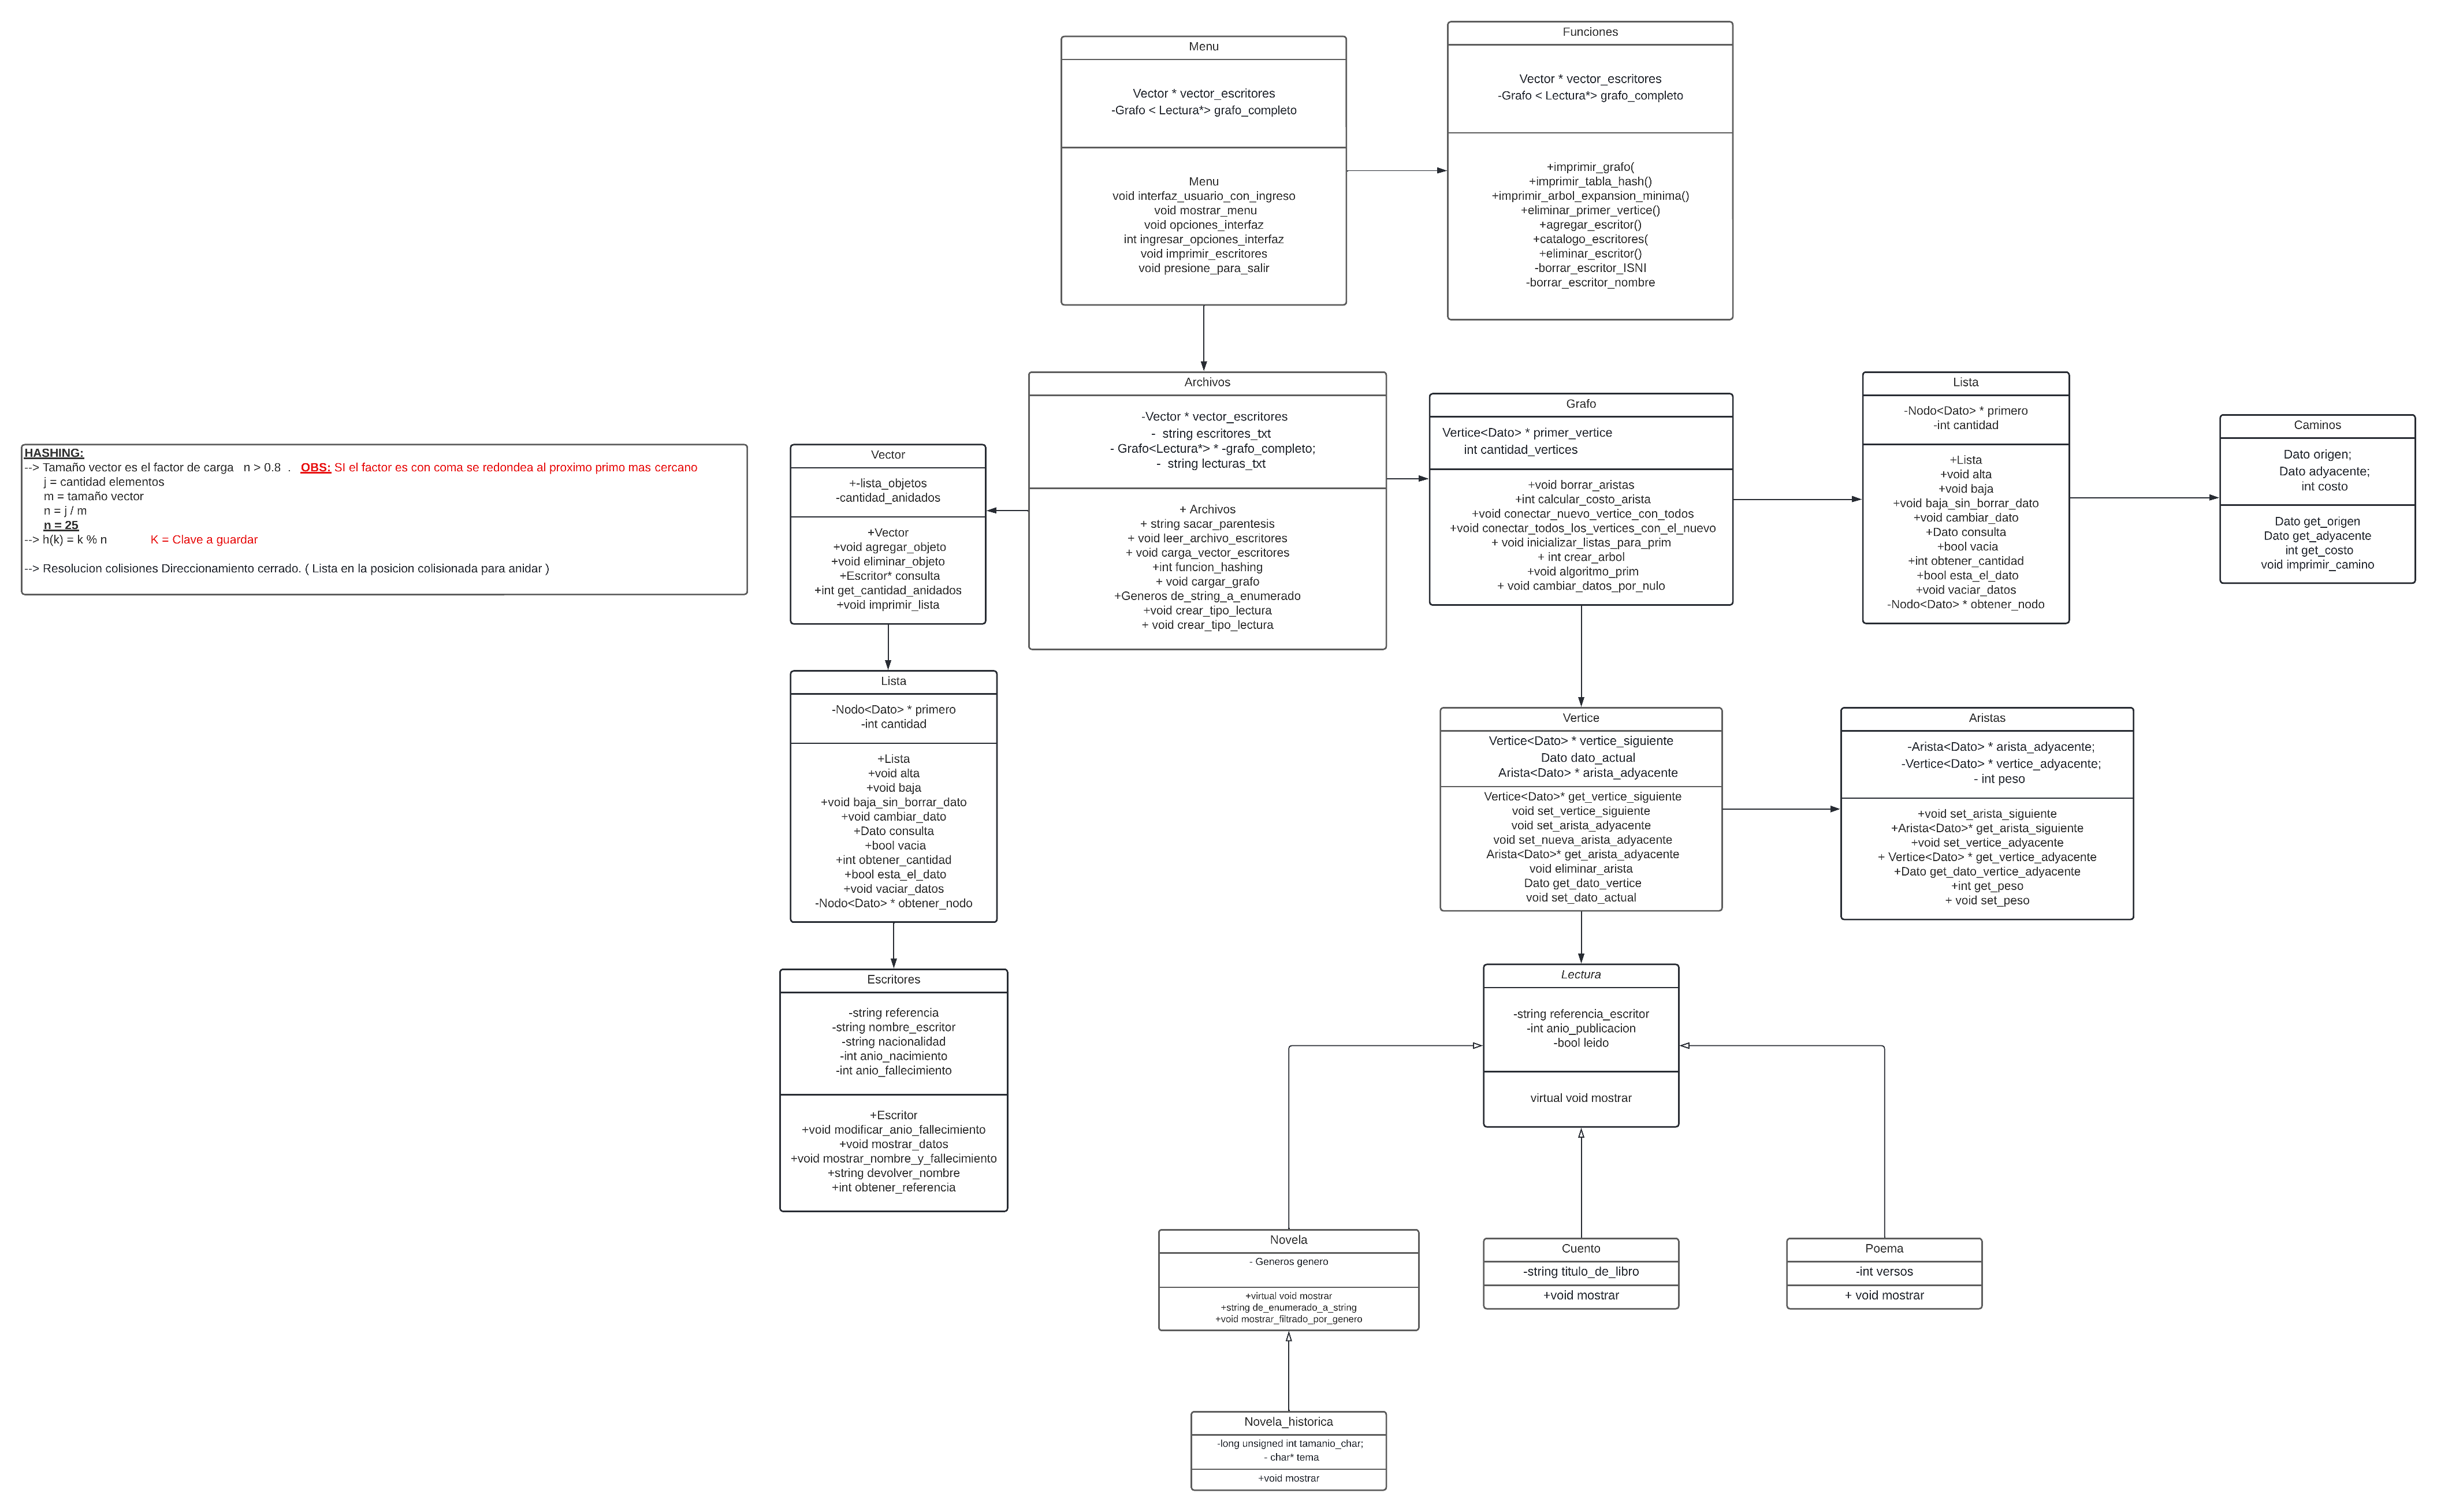 Menu
Vector * vector_escritores
-Grafo < Lectura*> grafo_completo
Menu
void interfaz_usuario_con_ingreso
void mostrar_menu
void opciones_interfaz
int ingresar_opciones_interfaz
void imprimir_escritores
void presione_para_salir
Funciones
Vector * vector_escritores
-Grafo < Lectura*> grafo_completo
+imprimir_grafo(
+imprimir_tabla_hash()
+imprimir_arbol_expansion_minima()
+eliminar_primer_vertice()
+agregar_escritor()
+catalogo_escritores(
+eliminar_escritor()
-borrar_escritor_ISNI
-borrar_escritor_nombre
HASHING:
--> Tamaño vector es el factor de carga n > 0.8 . OBS: SI el factor es con coma se redondea al proximo primo mas cercano
j = cantidad elementos
m = tamaño vector
n = j / m
n = 25
--> h(k) = k % n K = Clave a guardar
--> Resolucion colisiones Direccionamiento cerrado. ( Lista en la posicion colisionada para anidar )
Vector
+-lista_objetos
-cantidad_anidados
+Vector
+void agregar_objeto
+void eliminar_objeto
+Escritor* consulta
+int get_cantidad_anidados
+void imprimir_lista
Archivos
-Vector * vector_escritores
- string escritores_txt
- Grafo<Lectura*> * -grafo_completo;
- string lecturas_txt
+ Archivos
+ string sacar_parentesis
+ void leer_archivo_escritores
+ void carga_vector_escritores
+int funcion_hashing
+ void cargar_grafo
+Generos de_string_a_enumerado
+void crear_tipo_lectura
+ void crear_tipo_lectura
Grafo
Vertice<Dato> * primer_vertice
int cantidad_vertices
+void borrar_aristas
+int calcular_costo_arista
+void conectar_nuevo_vertice_con_todos
+void conectar_todos_los_vertices_con_el_nuevo
+ void inicializar_listas_para_prim
+ int crear_arbol
+void algoritmo_prim
+ void cambiar_datos_por_nulo
Lista
-Nodo<Dato> * primero
-int cantidad
+Lista
+void alta
+void baja
+void baja_sin_borrar_dato
+void cambiar_dato
+Dato consulta
+bool vacia
+int obtener_cantidad
+bool esta_el_dato
+void vaciar_datos
-Nodo<Dato> * obtener_nodo
Caminos
Dato origen;
Dato adyacente;
int costo
Dato get_origen
Dato get_adyacente
int get_costo
void imprimir_camino
Lista
-Nodo<Dato> * primero
-int cantidad
+Lista
+void alta
+void baja
+void baja_sin_borrar_dato
+void cambiar_dato
+Dato consulta
+bool vacia
+int obtener_cantidad
+bool esta_el_dato
+void vaciar_datos
-Nodo<Dato> * obtener_nodo
Vertice
Vertice<Dato> * vertice_siguiente
Dato dato_actual
Arista<Dato> * arista_adyacente
Vertice<Dato>* get_vertice_siguiente
void set_vertice_siguiente
void set_arista_adyacente
void set_nueva_arista_adyacente
Arista<Dato>* get_arista_adyacente
void eliminar_arista
Dato get_dato_vertice
void set_dato_actual
Aristas
-Arista<Dato> * arista_adyacente;
-Vertice<Dato> * vertice_adyacente;
- int peso
+void set_arista_siguiente
+Arista<Dato>* get_arista_siguiente
+void set_vertice_adyacente
+ Vertice<Dato> * get_vertice_adyacente
+Dato get_dato_vertice_adyacente
+int get_peso
+ void set_peso
Escritores
-string referencia
-string nombre_escritor
-string nacionalidad
-int anio_nacimiento
-int anio_fallecimiento
+Escritor
+void modificar_anio_fallecimiento
+void mostrar_datos
+void mostrar_nombre_y_fallecimiento
+string devolver_nombre
+int obtener_referencia
Lectura
-string referencia_escritor
-int anio_publicacion
-bool leido
virtual void mostrar
Novela
- Generos genero
+virtual void mostrar
+string de_enumerado_a_string
+void mostrar_filtrado_por_genero
Cuento
-string titulo_de_libro
+void mostrar
Poema
-int versos
+ void mostrar
Novela_historica
-long unsigned int tamanio_char;
- char* tema
+void mostrar